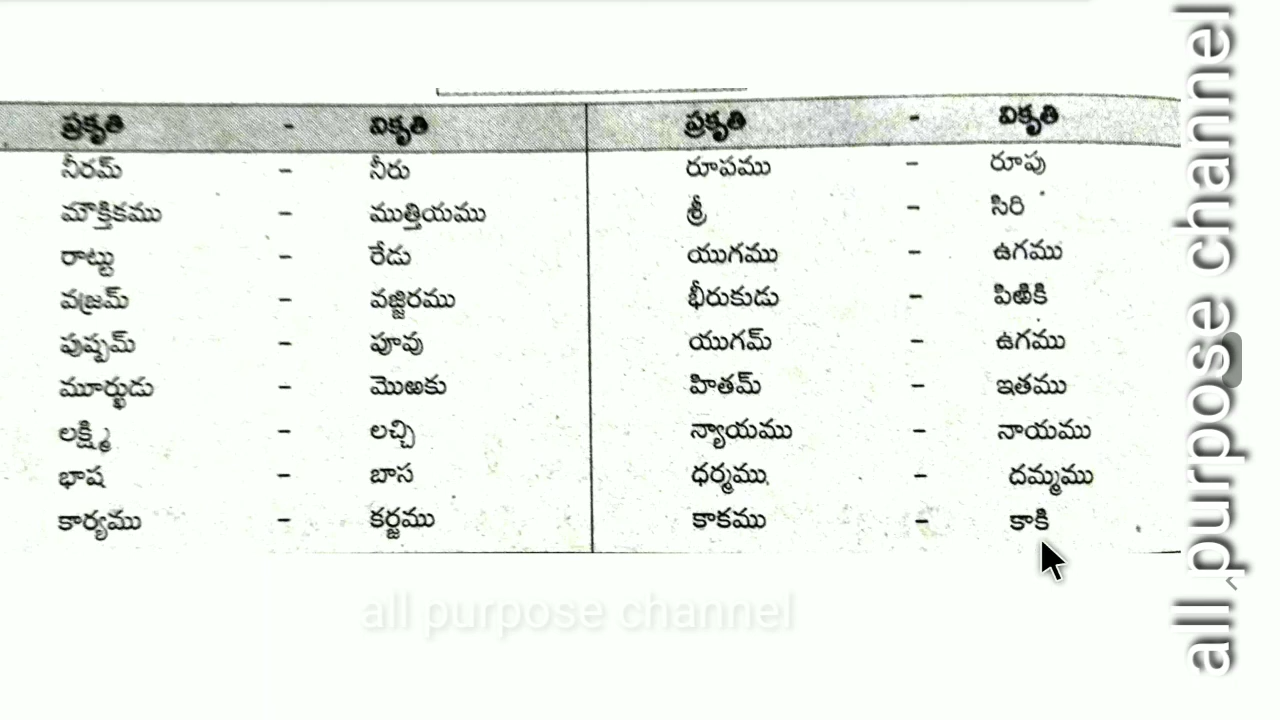 ప్రకృతి - వికృతి ప్రకృతి - వికృతి
నీరమ్ - నీరు రూపము - రూపు
మౌక్తికము - ముత్తియము శ్రీ - సిరి
రాట్టు - రేడు యుగము - ఉగము
వజ్రమ్ - వజ్జిరము భీరుకుడు - పిఱికి
పుష్పమ్ - పూవు యుగమ్ - ఉగము
మూర్ఖుడు - మొఱకు హితమ్ - ఇతము
లక్ష్మి - లచ్చి న్యాయము - నాయము
భాష - బాస ధర్మము - దమ్మము
కార్యము - కర్జము కాకము - కాకి
all purpose channel
all purpose channel